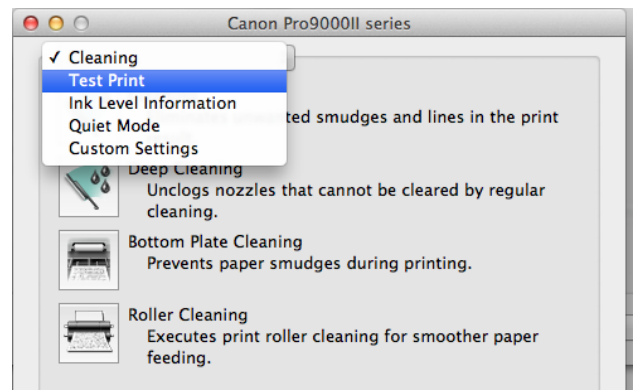 Canon Pro9000II series
✓ Cleaning
Test Print
Ink Level Information
Quiet Mode
Custom Settings
ted smudges and lines in the print
Deep Cleaning
Unclogs nozzles that cannot be cleared by regular
cleaning.
Bottom Plate Cleaning
Prevents paper smudges during printing.
Roller Cleaning
Executes print roller cleaning for smoother paper
feeding.